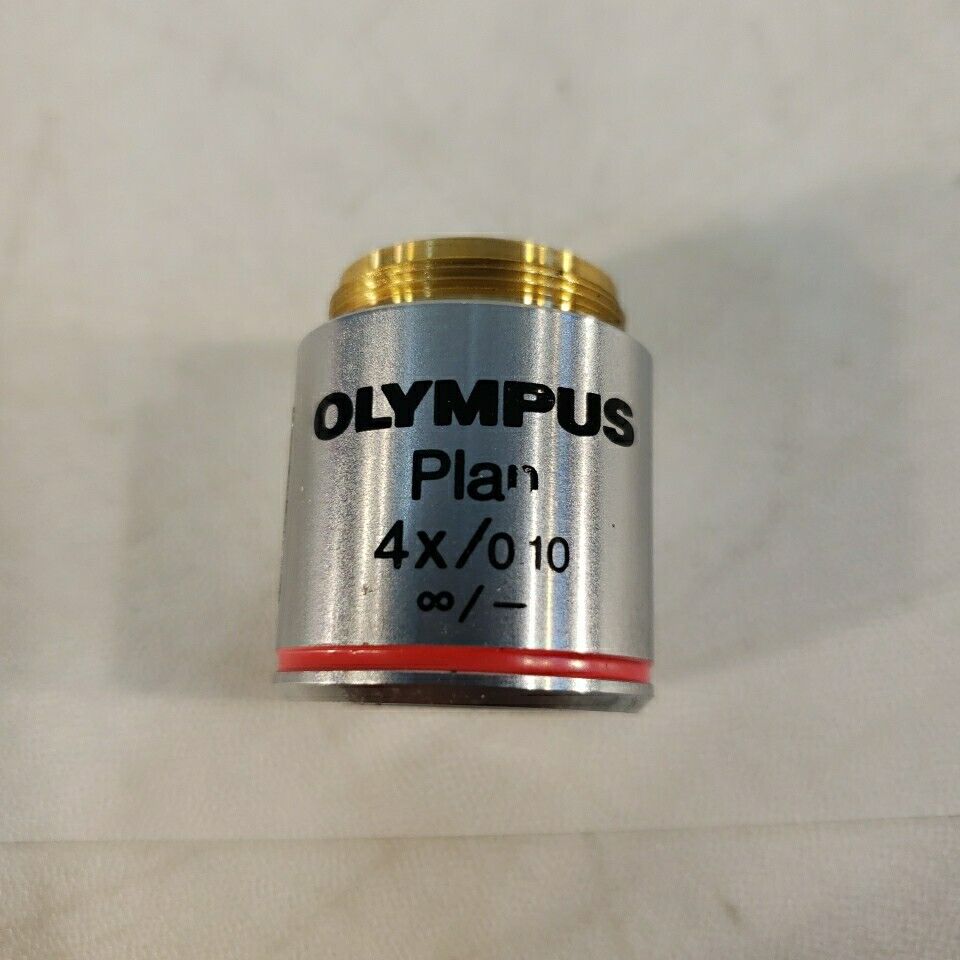 OLYMPUS
Plan
4x/0.10
∞/—